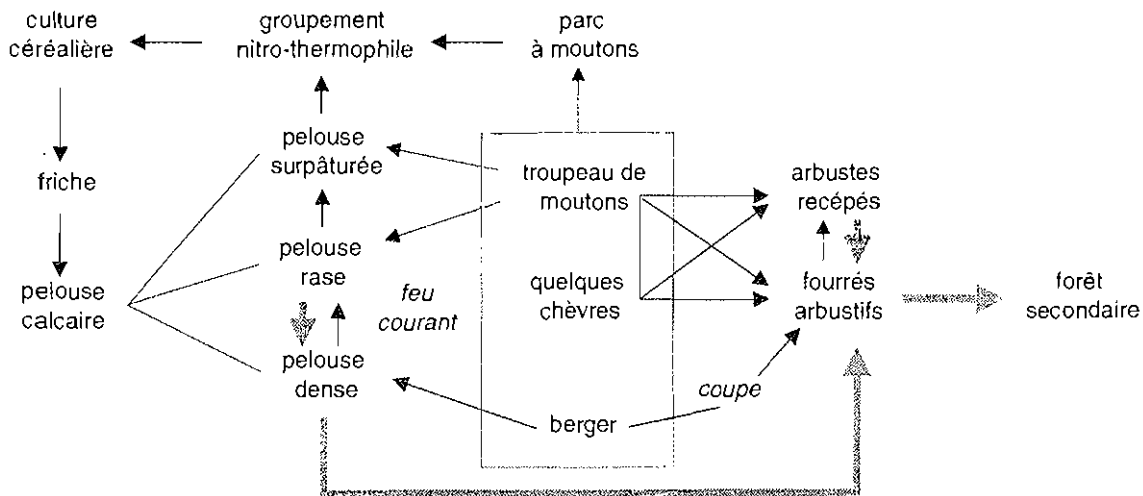 culture
céréalière
groupement
nitro-thermophile
parc
à moutons
pelouse
surpâturée
troupeau de
moutons
arbustes
recépés
friche
pelouse
rase
quelques
chèvres
fourrés
arbustifs
forêt
secondaire
pelouse
calcaire
feu
courant
pelouse
dense
coupe
berger